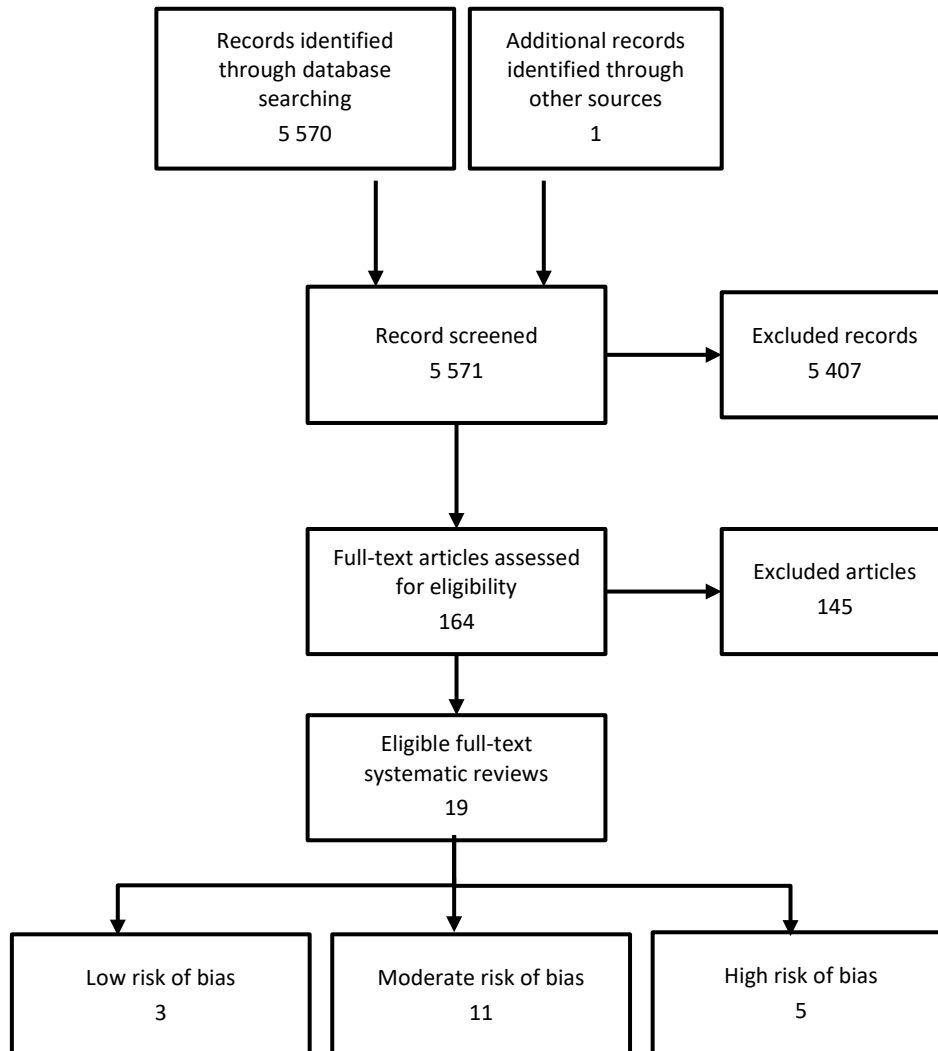 Records identified
through database
searching
5 570
Additional records
identified through
other sources
1
Record screened
5 571
Excluded records
5 407
Full-text articles assessed
for eligibility
164
Excluded articles
145
Eligible full-text
systematic reviews
19
Low risk of bias
3
Moderate risk of bias
11
High risk of bias
5